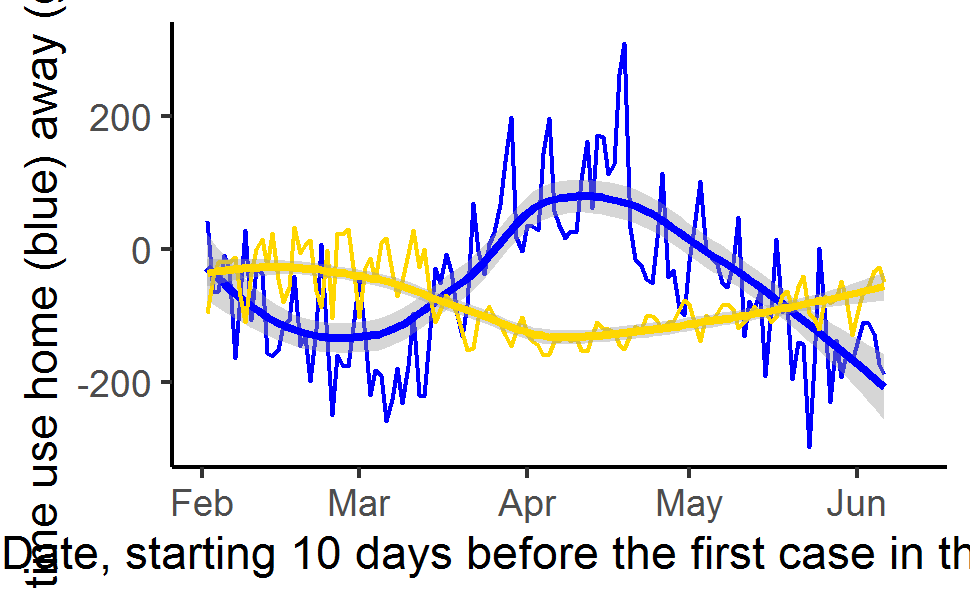 time use home (blue) away (
200
0
-200
Feb Mar Apr May Jun
Date, starting 10 days before the first case in th